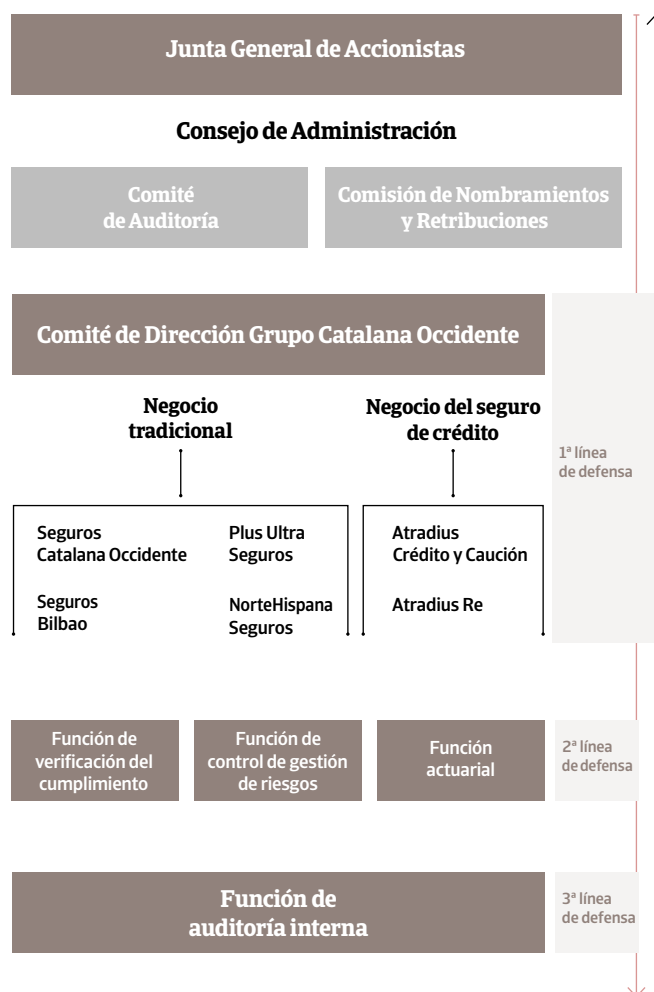 Junta General de Accionistas
Consejo de Administración
Comité
de Auditoría
Comisión de Nombramientos
y Retribuciones
Comité de Dirección Grupo Catalana Occidente
Negocio
tradicional
Negocio del seguro
de crédito
1ª línea
de defensa
Seguros
Catalana Occidente
Plus Ultra
Seguros
Atradius
Crédito y Caución
Seguros
Bilbao
NorteHispana
Seguros
Atradius Re
Función de
verificación del
cumplimiento
Función de
control de gestión
de riesgos
Función
actuarial
2ª línea
de defensa
Función de
auditoría interna
3ª línea
de defensa